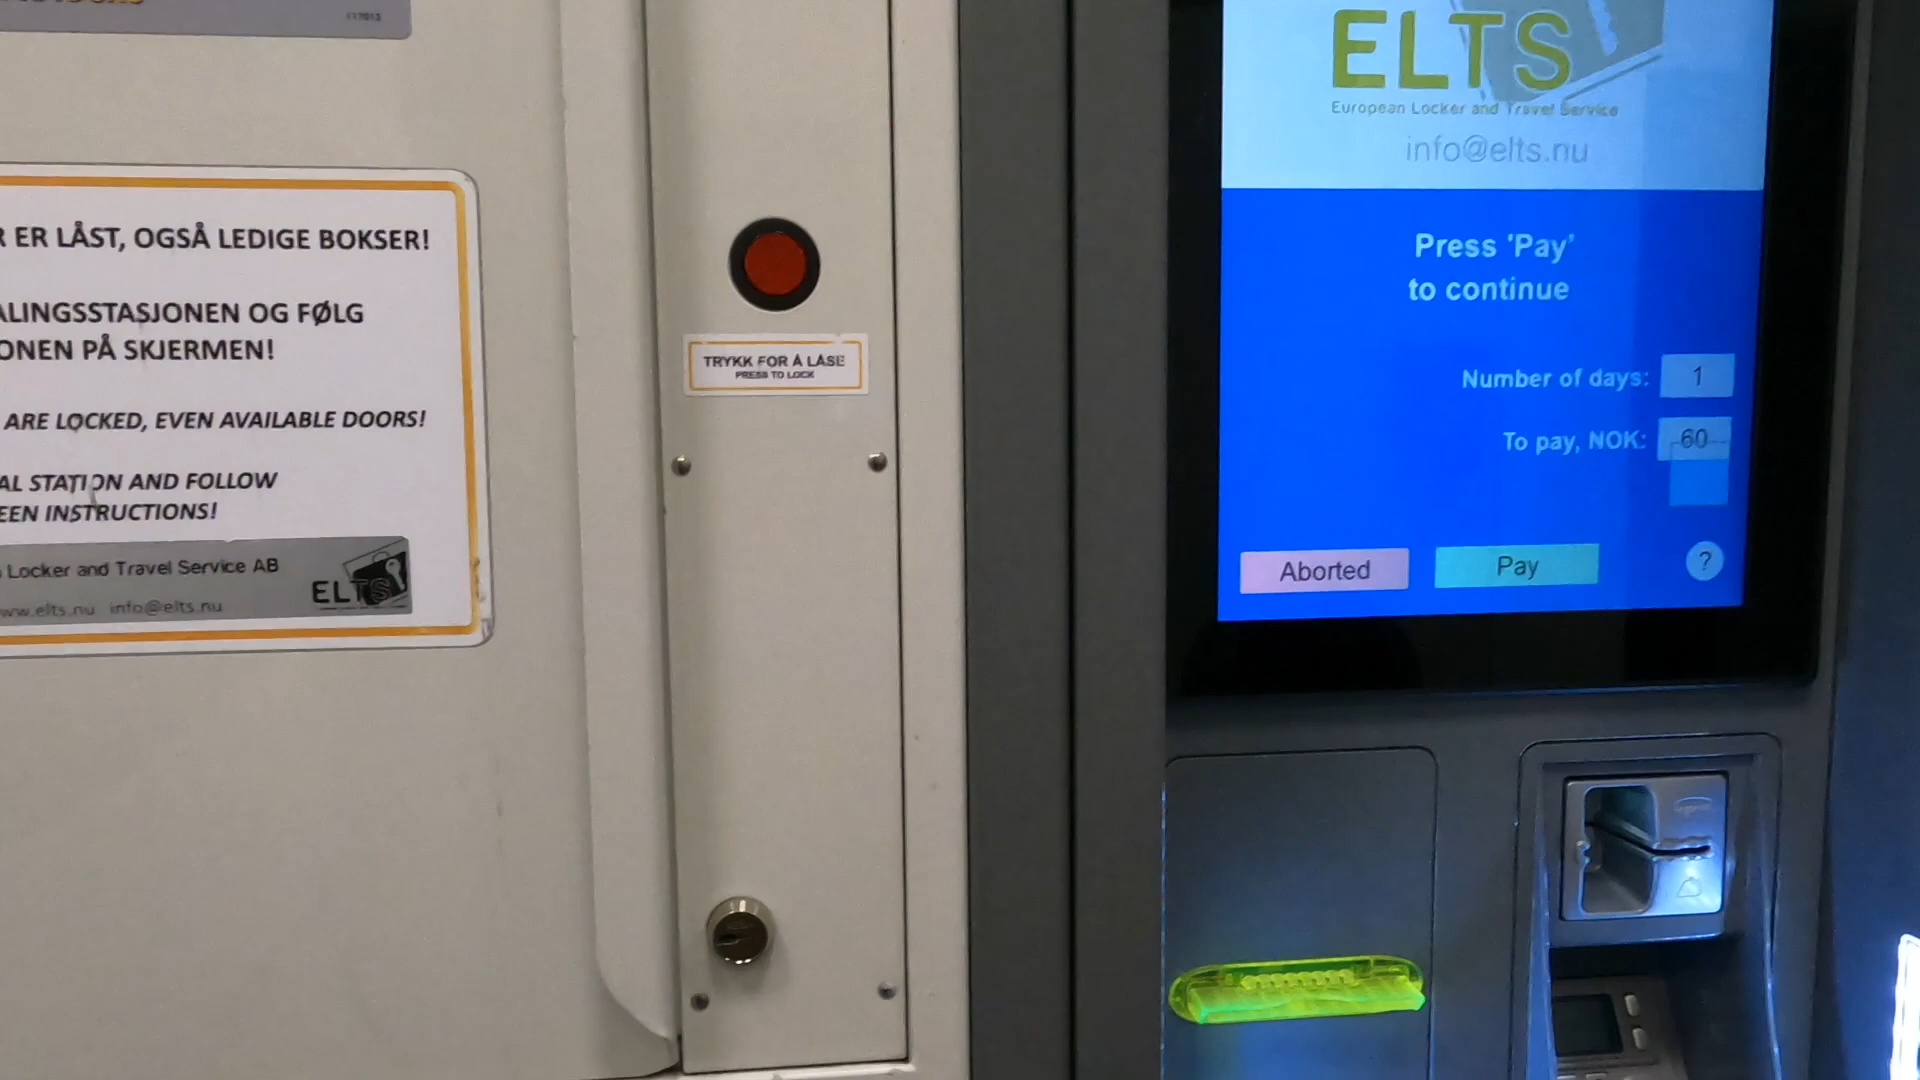 117013
R ER LÅST, OGSÅ LEDIGE BOKSER!
ALINGSSTASJONEN OG FØLG
ONEN PÅ SKJERMEN!
ARE LOCKED, EVEN AVAILABLE DOORS!
AL STATION AND FOLLOW
EEN INSTRUCTIONS!
Locker and Travel Service AB
ww.elts.nu info@elts.nu
ELTS
TRYKK FOR Å LÅSE
PRESS TO LOCK
ELTS
European Locker and Travel Service
info@elts.nu
Press 'Pay'
to continue
Number of days: 1
To pay, NOK: 60
Aborted
Pay
?